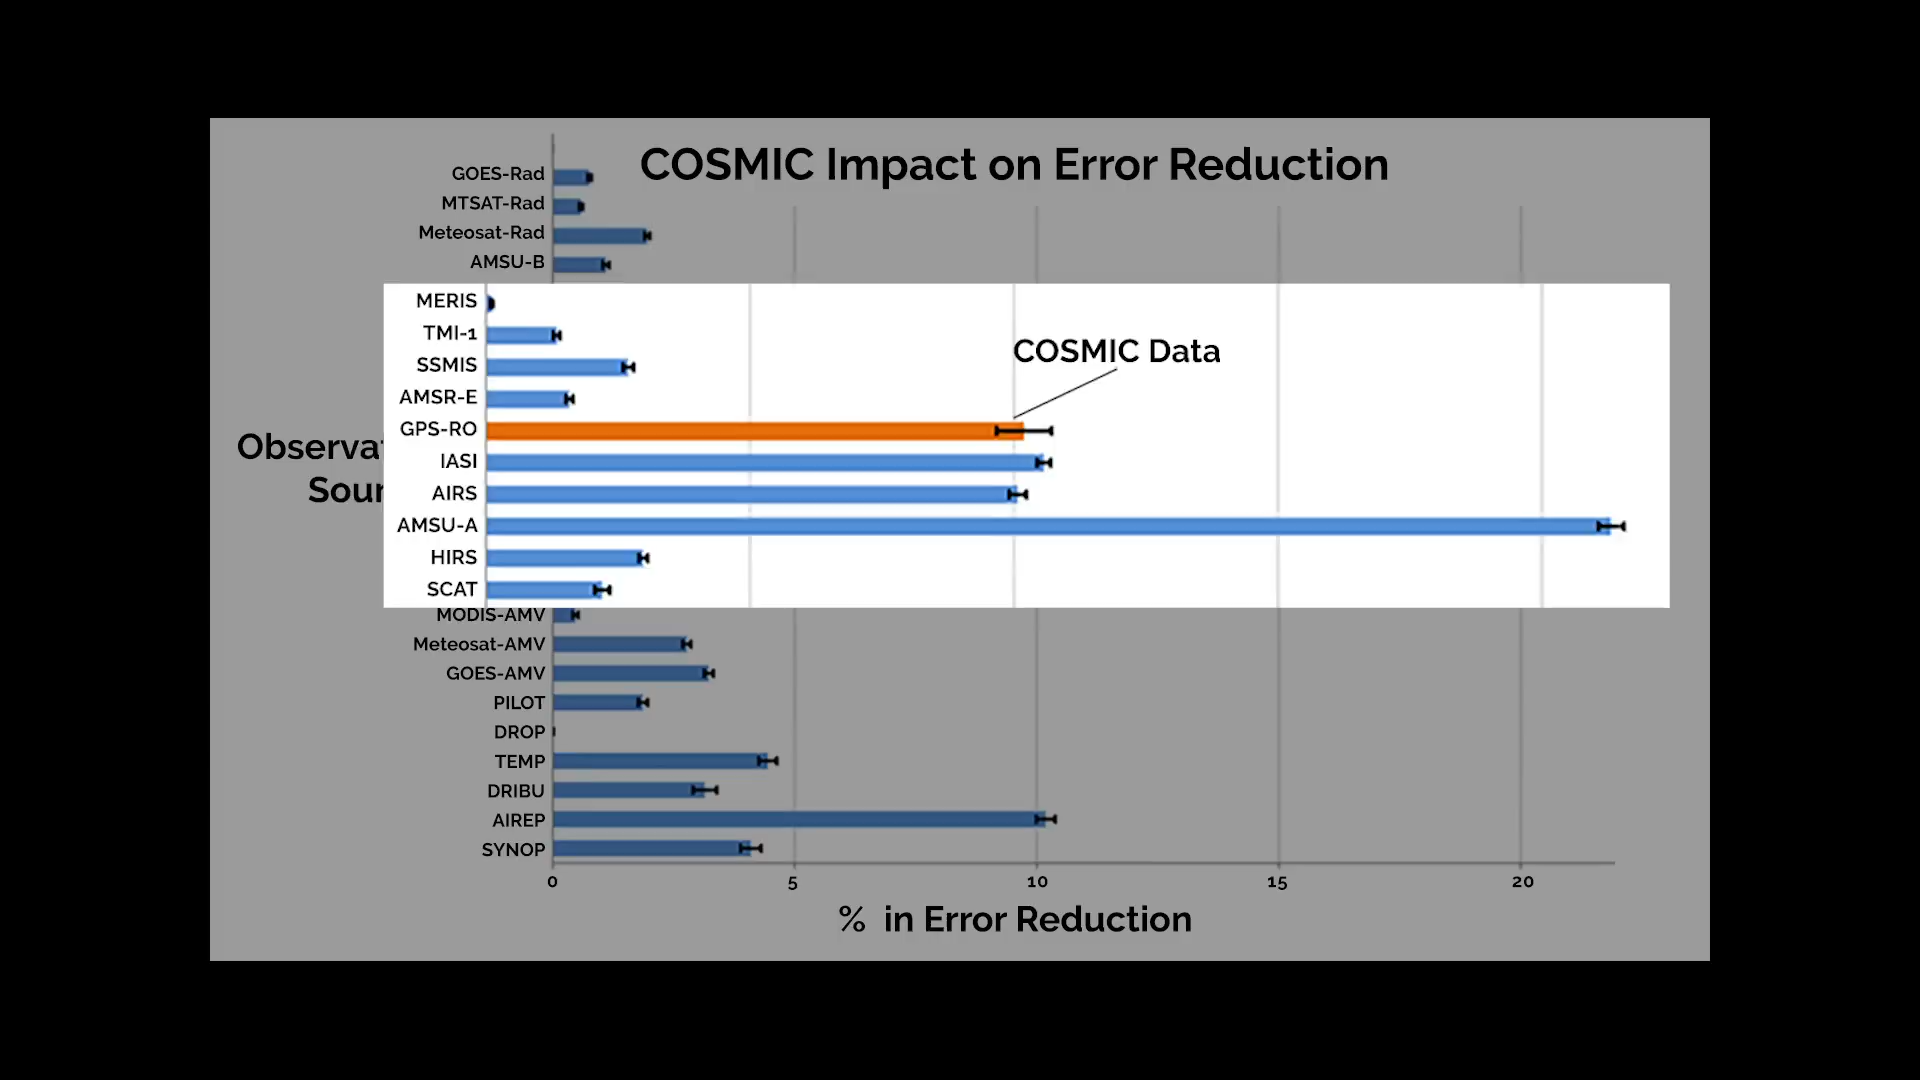 COSMIC Impact on Error Reduction
GOES-Rad
MTSAT-Rad
Meteosat-Rad
AMSU-B
MERIS
TMI-1
SSMIS
COSMIC Data
AMSR-E
GPS-RO
IASI
AIRS
AMSU-A
HIRS
SCAT
MODIS-AMV
Meteosat-AMV
GOES-AMV
PILOT
DROP
TEMP
DRIBU
AIREP
SYNOP
0 5 10 15 20
% in Error Reduction